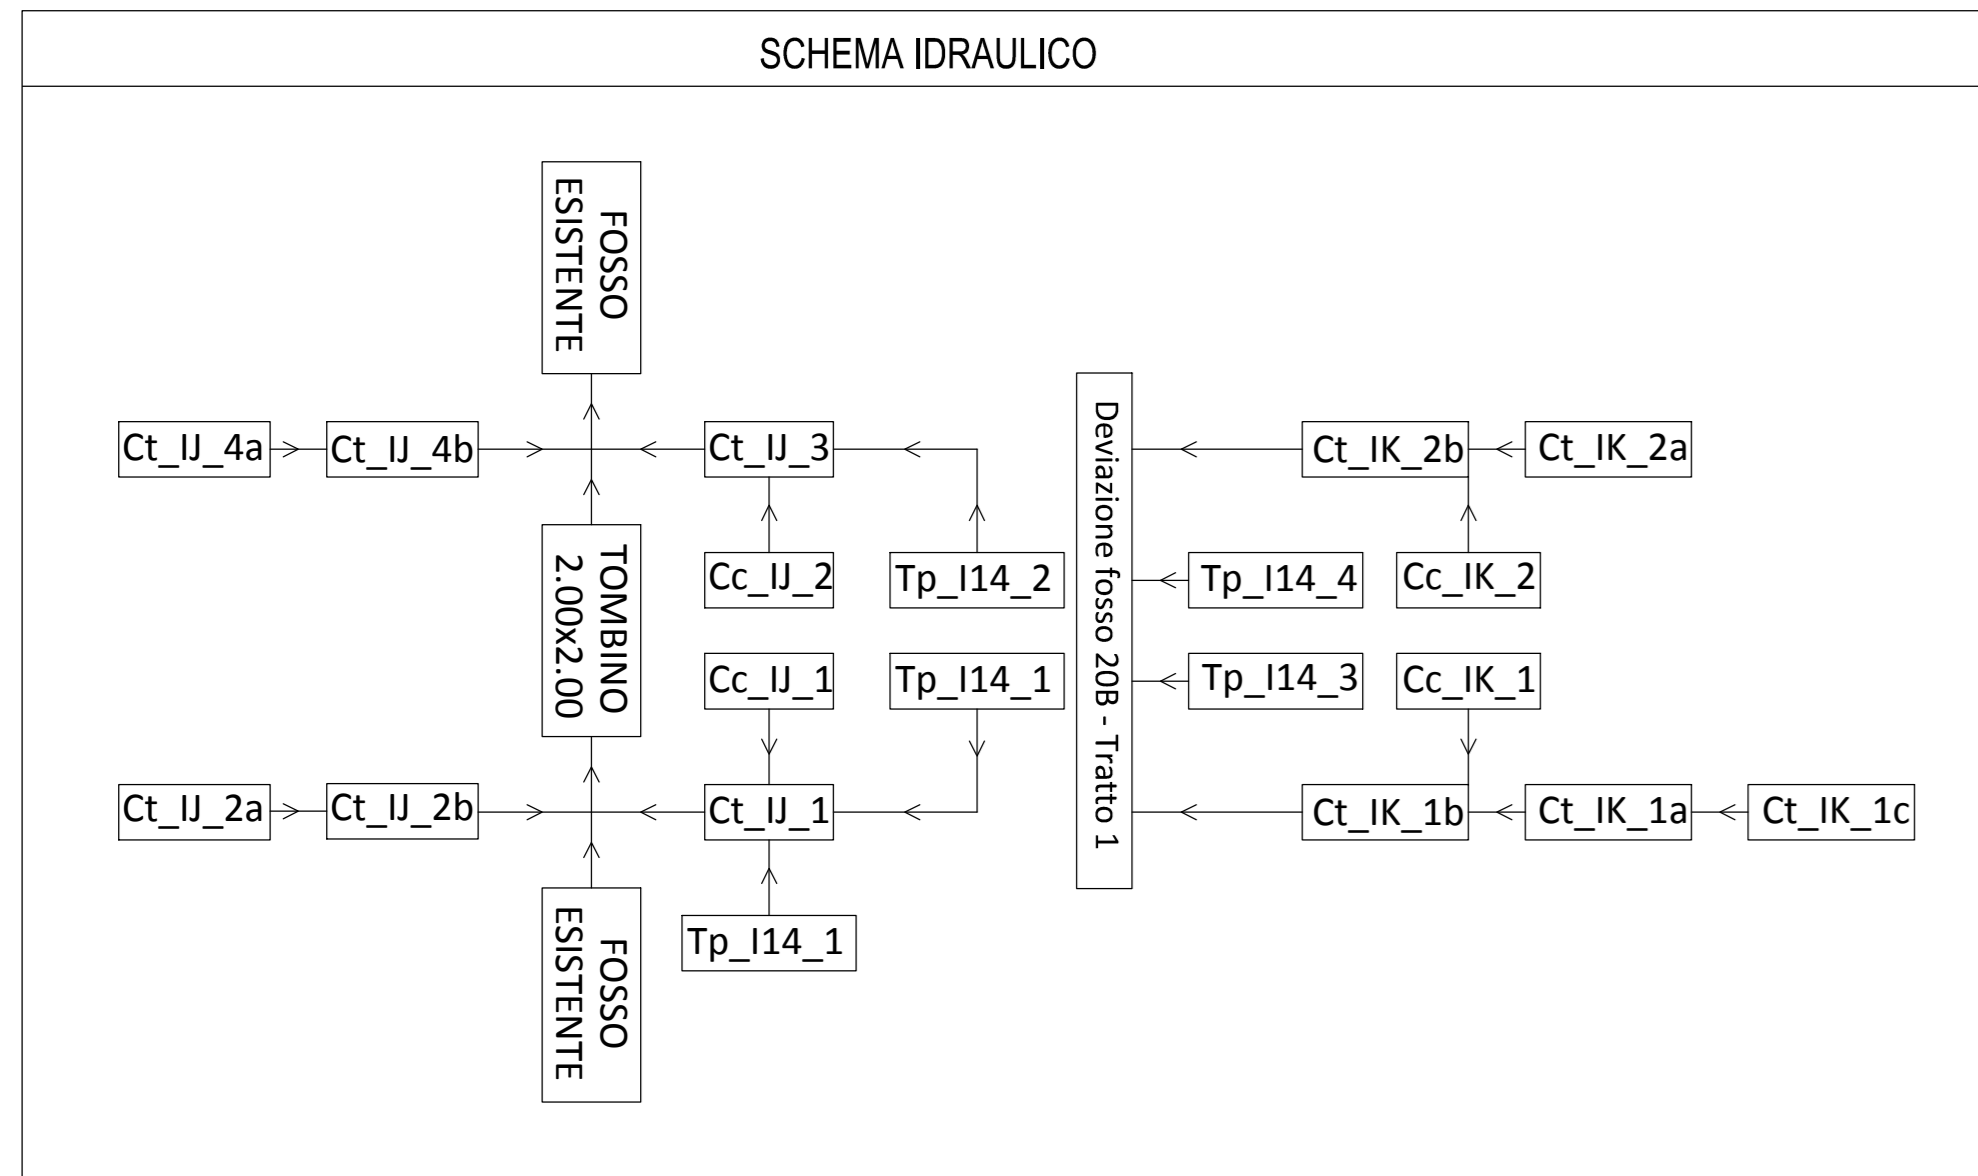 SCHEMA IDRAULICO
FOSSO
ESISTENTE
Ct_IJ_4a
Ct_IJ_4b
Ct_IJ_3
Ct_IK_2b
Ct_IK_2a
TOMBINO
2.00x2.00
Cc_IJ_2
Tp_I14_2
Deviazione fosso 20B - Tratto 1
Tp_I14_4
Cc_IK_2
Cc_IJ_1
Tp_I14_1
Tp_I14_3
Cc_IK_1
Ct_IJ_2a
Ct_IJ_2b
Ct_IJ_1
Ct_IK_1b
Ct_IK_1a
Ct_IK_1c
FOSSO
ESISTENTE
Tp_I14_1